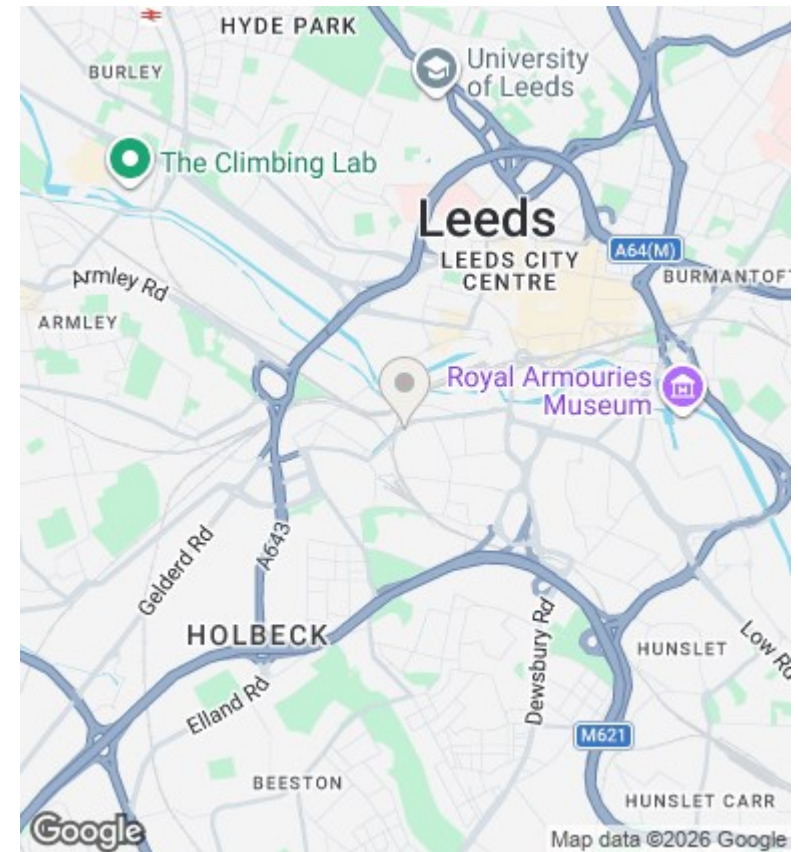 HYDE PARK
BURLEY
University
of Leeds
The Climbing Lab
Leeds
LEEDS CITY
CENTRE
A64(M)
BURMANTOFT
Armley Rd
ARMLEY
Royal Armouries
Museum
A643
Gelderd Rd
HOLBECK
Dewsbury Rd
HUNSLET
Low Rd
Elland Rd
M621
BEESTON
HUNSLET CARR
Google
Map data ©2026 Google